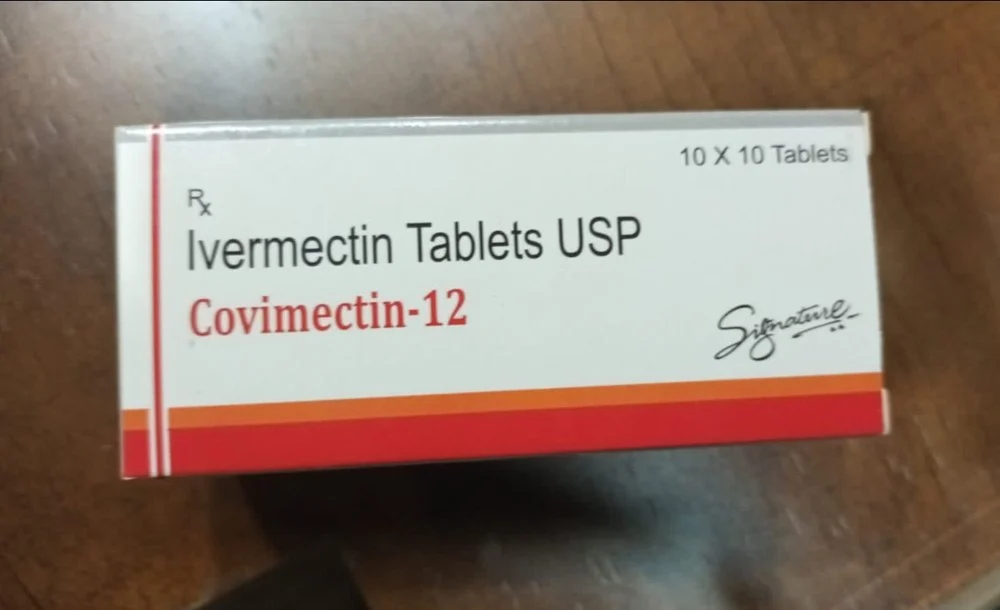 10 X 10 Tablets
Rx
Ivermectin Tablets USP
Covimectin-12
Signature